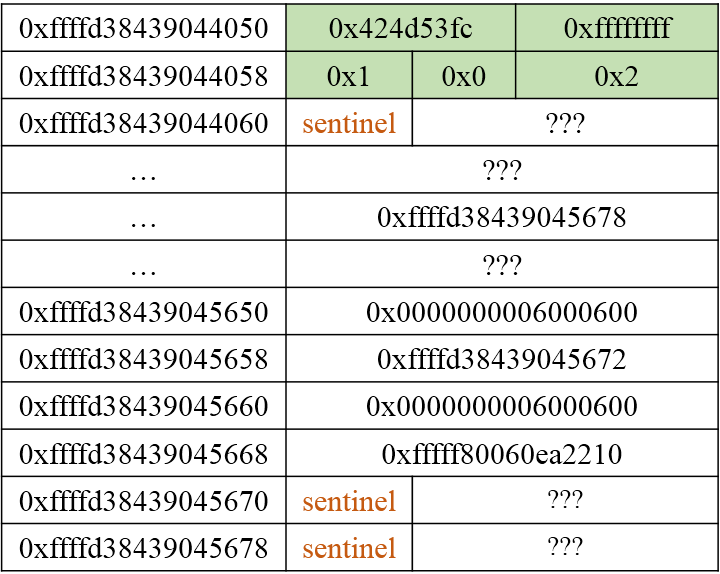 0xffffd38439044050 0x424d53fc 0xffffffff
0xffffd38439044058 0x1 0x0 0x2
0xffffd38439044060 sentinel ???
… ???
… 0xffffd38439045678
… ???
0xffffd38439045650 0x0000000006000600
0xffffd38439045658 0xffffd38439045672
0xffffd38439045660 0x0000000006000600
0xffffd38439045668 0xfffff80060ea2210
0xffffd38439045670 sentinel ???
0xffffd38439045678 sentinel ???